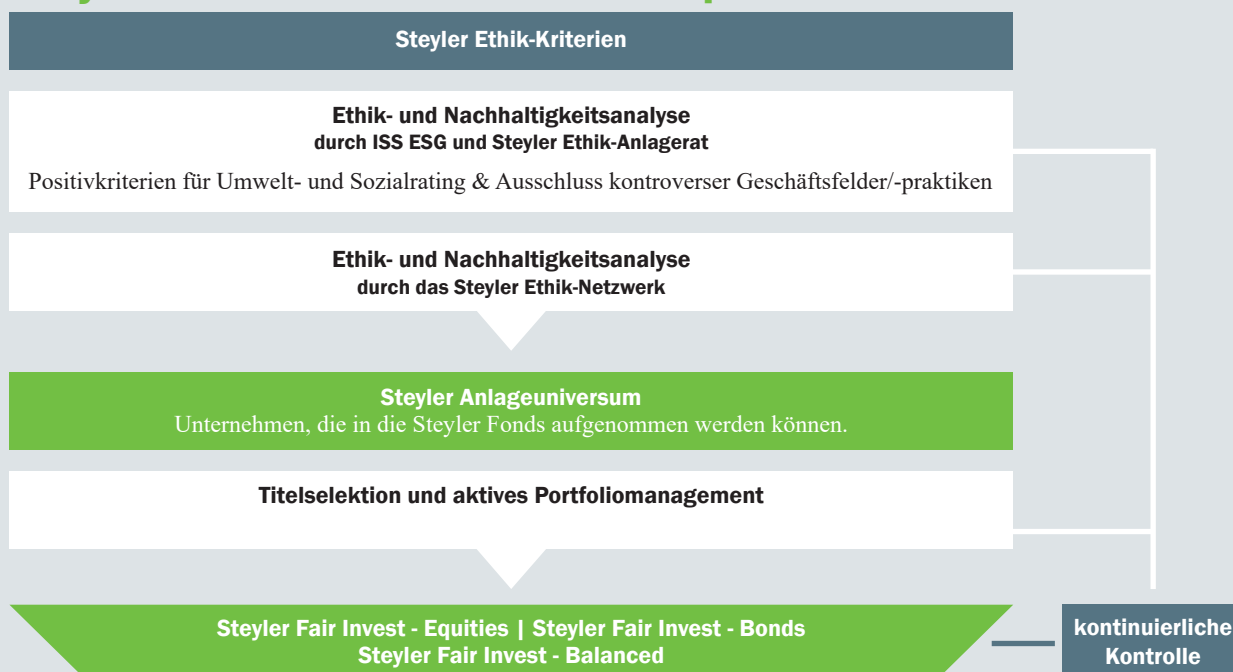 Steyler Ethik-Kriterien
Ethik- und Nachhaltigkeitsanalyse
durch ISS ESG und Steyler Ethik-Anlagerat
Positivkriterien für Umwelt- und Sozialrating & Ausschluss kontroverser Geschäftsfelder/-praktiken
Ethik- und Nachhaltigkeitsanalyse
durch das Steyler Ethik-Netzwerk
Steyler Anlageuniversum
Unternehmen, die in die Steyler Fonds aufgenommen werden können.
Titelselektion und aktives Portfoliomanagement
Steyler Fair Invest - Equities | Steyler Fair Invest - Bonds
Steyler Fair Invest - Balanced
kontinuierliche
Kontrolle